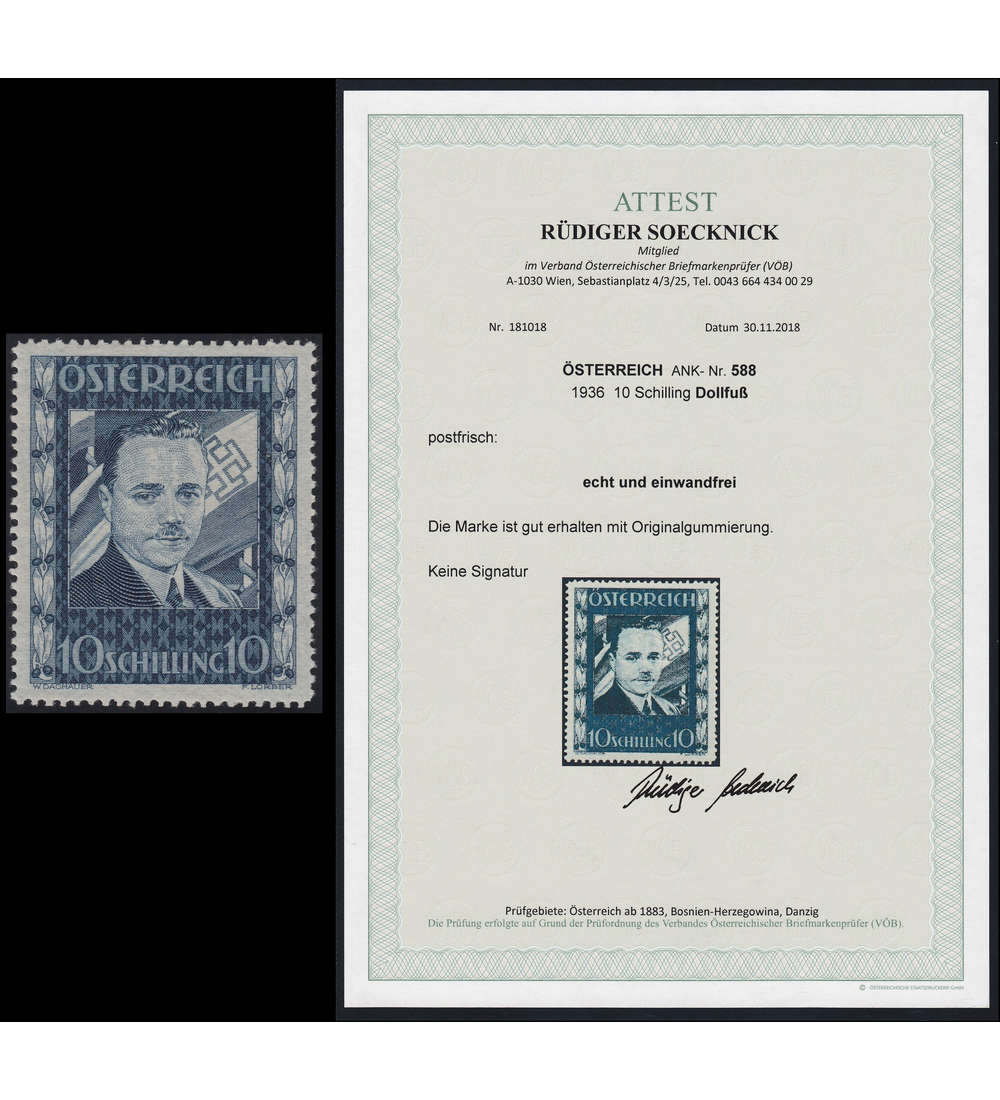 ÖSTERREICH
10 SCHILLING 10
W. DACHAUER F. LORBER
ATTEST
RÜDIGER SOECKNICK
Mitglied
im Verband Österreichischer Briefmarkenprüfer (VÖB)
A-1030 Wien, Sebastianplatz 4/3/25, Tel. 0043 664 434 00 29
Nr. 181018 Datum 30.11.2018
ÖSTERREICH ANK- Nr. 588
1936 10 Schilling Dollfuß
postfrisch:
echt und einwandfrei
Die Marke ist gut erhalten mit Originalgummierung.
Keine Signatur
ÖSTERREICH
10 SCHILLING 10
Prüfgebiete: Österreich ab 1883, Bosnien-Herzegowina, Danzig
Die Prüfung erfolgte auf Grund der Prüfordnung des Verbandes Österreichischer Briefmarkenprüfer (VÖB).
© ÖSTERREICHISCHE STAATSDRUCKEREI GMBH